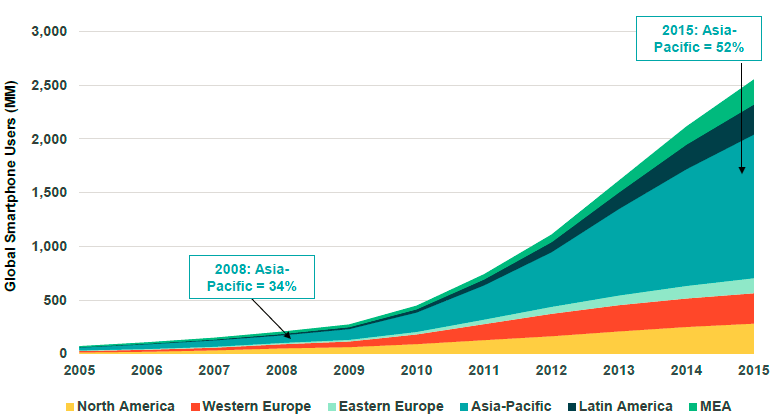 Global Smartphone Users (MM)
3,000
2,500
2,000
1,500
1,000
500
0
2015: Asia-
Pacific = 52%
2008: Asia-
Pacific = 34%
2005 2006 2007 2008 2009 2010 2011 2012 2013 2014 2015
North America Western Europe Eastern Europe Asia-Pacific Latin America MEA